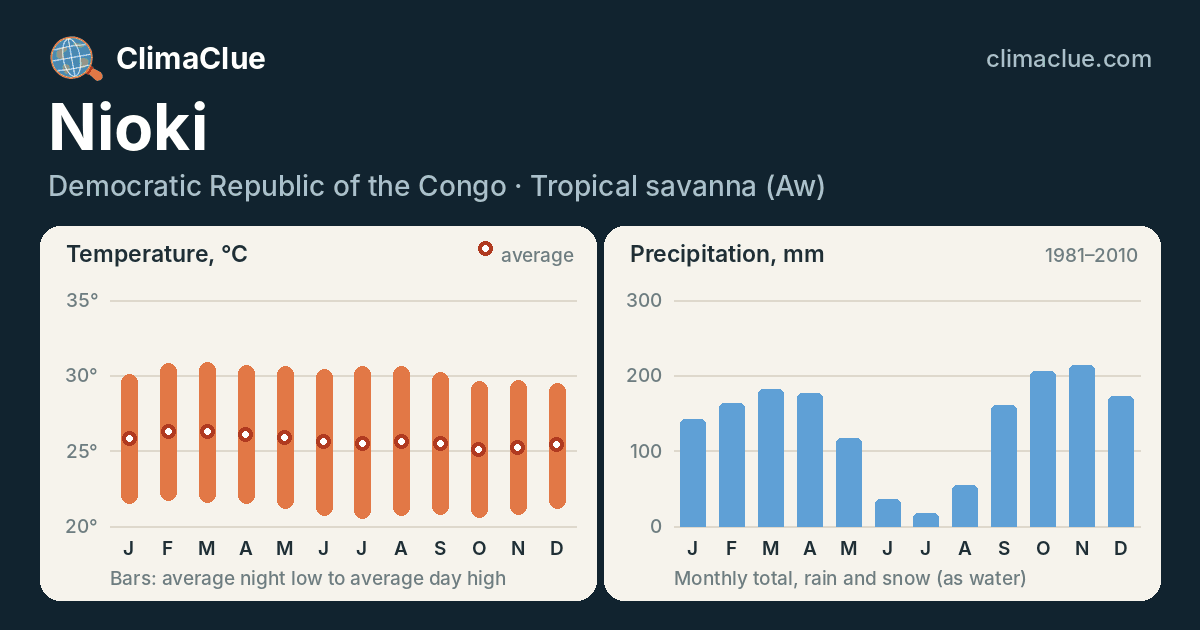 ClimaClue
climaclue.com
Nioki
Democratic Republic of the Congo · Tropical savanna (Aw)
Temperature, °C
average
35°
30°
25°
20°
J F M A M J J A S O N D
Bars: average night low to average day high
Precipitation, mm
1981–2010
300
200
100
0
J F M A M J J A S O N D
Monthly total, rain and snow (as water)